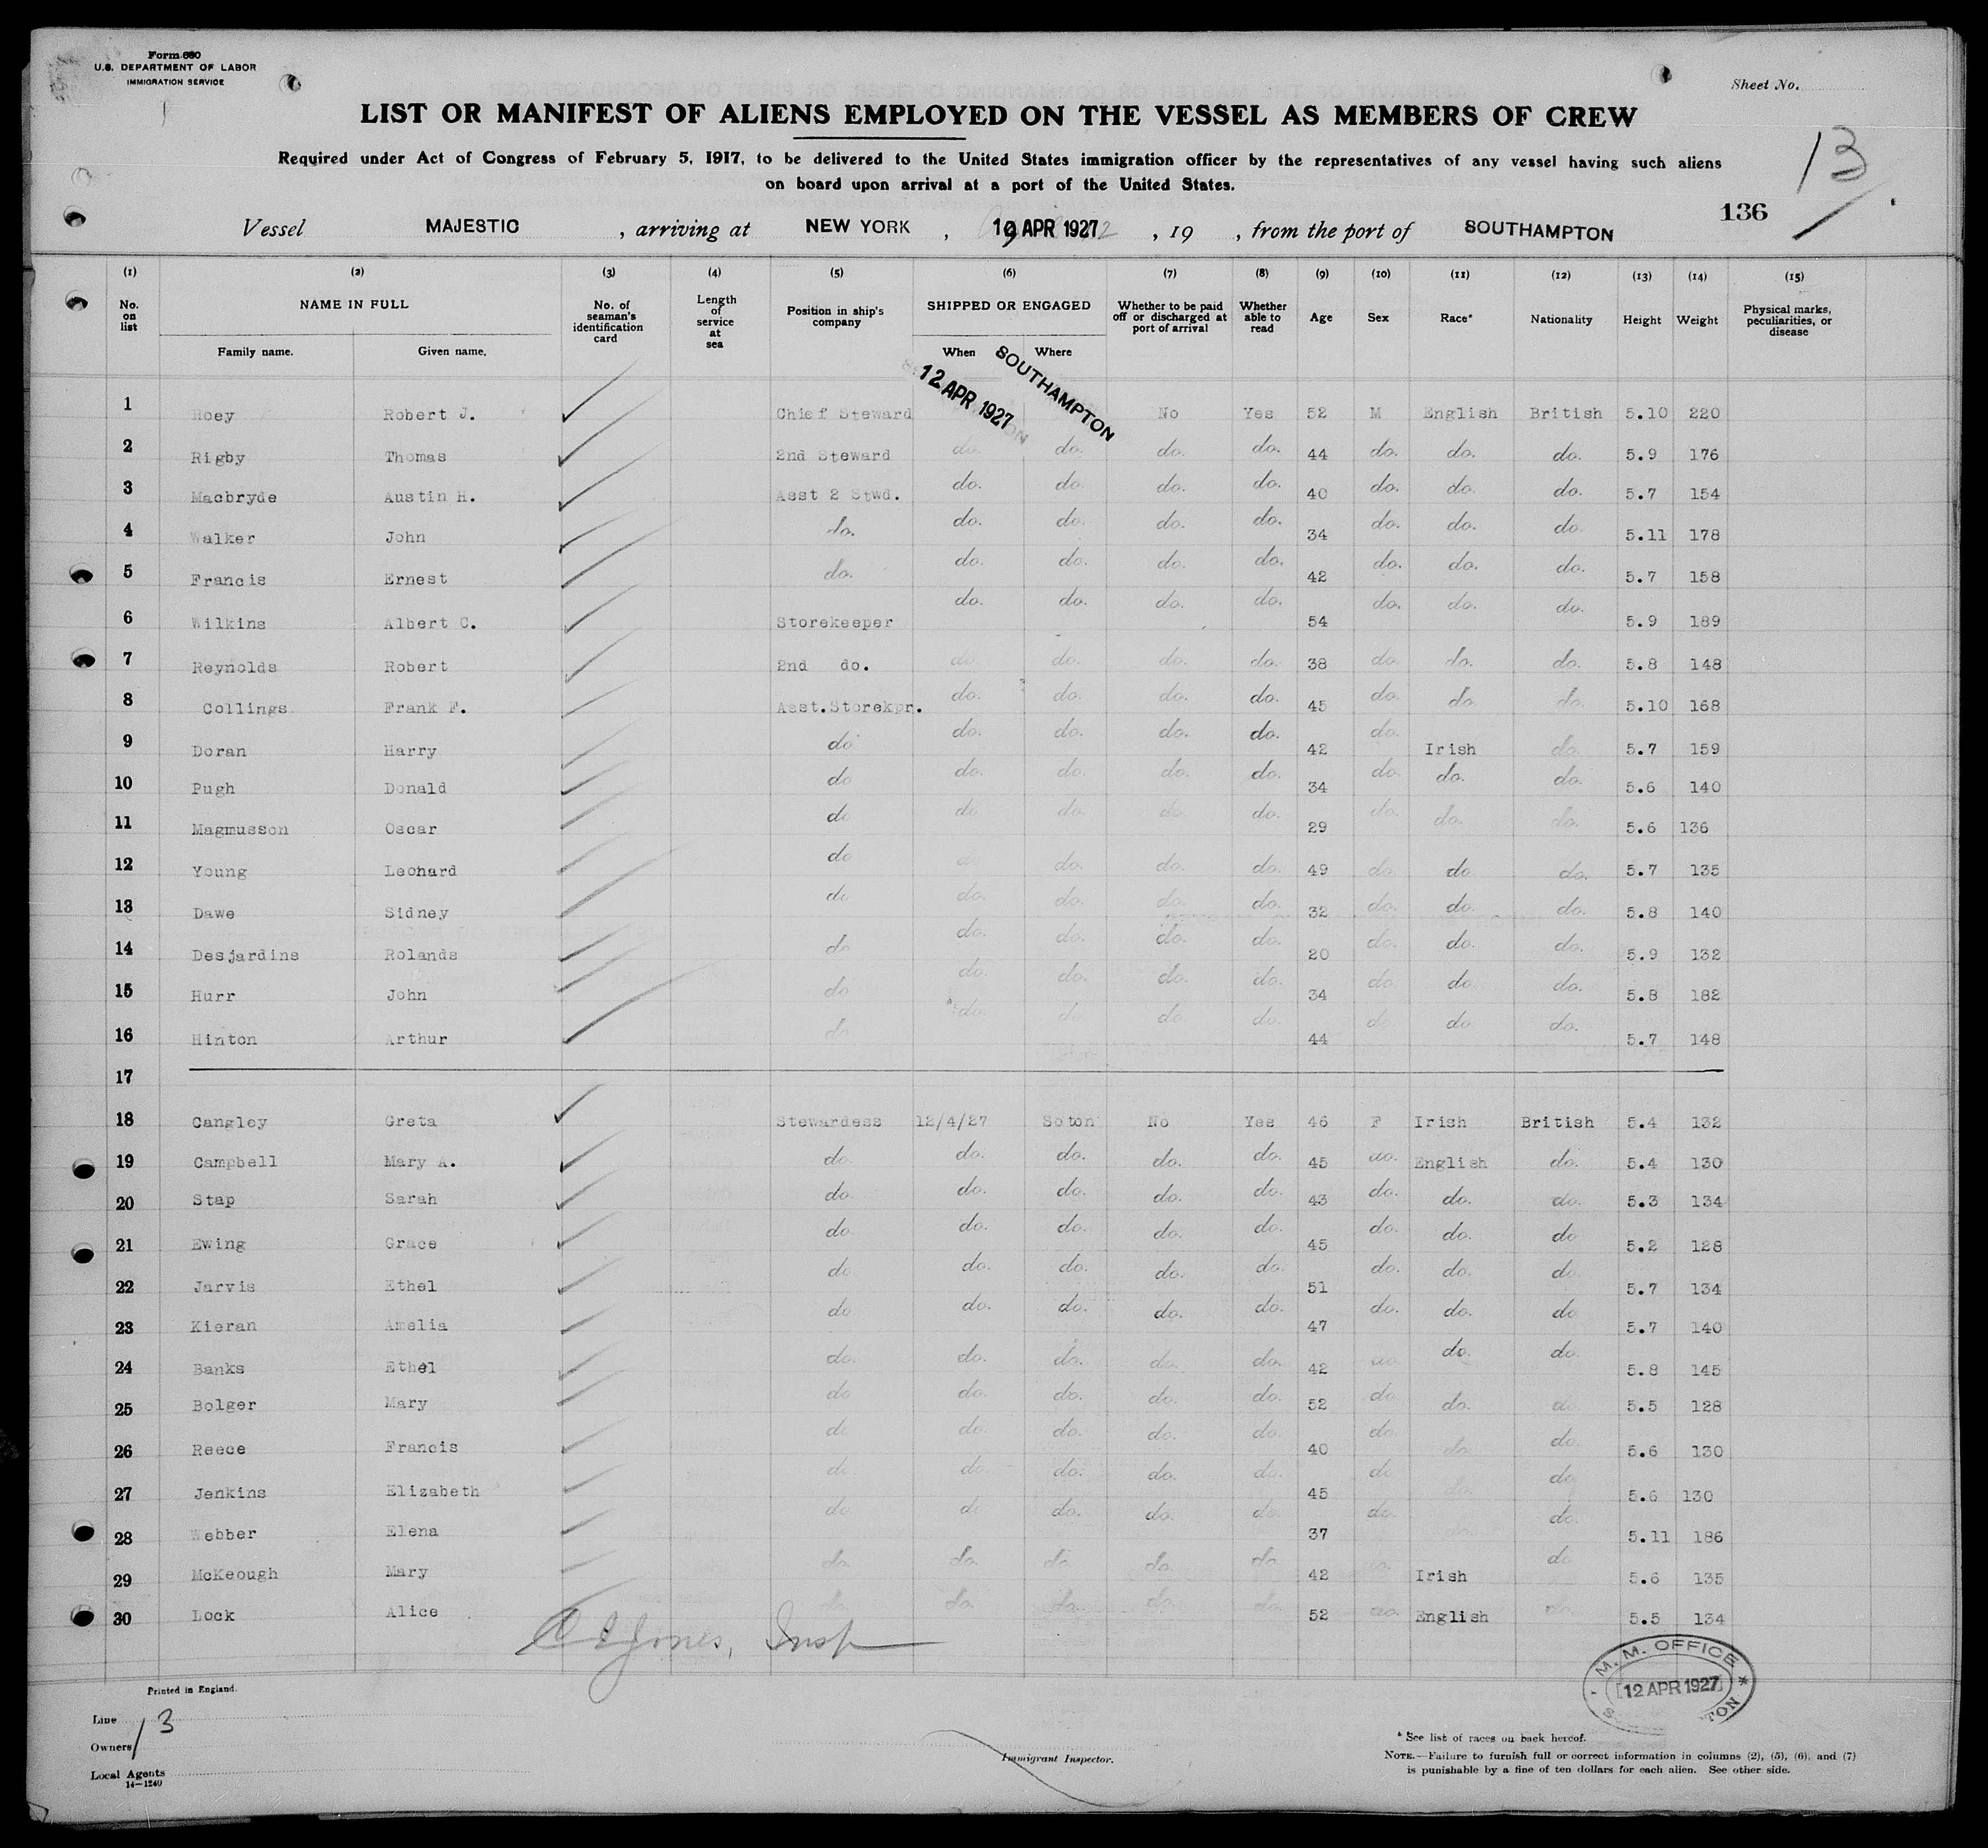 Form 680
U.S. DEPARTMENT OF LABOR
IMMIGRATION SERVICE
Sheet No.
LIST OR MANIFEST OF ALIENS EMPLOYED ON THE VESSEL AS MEMBERS OF CREW
Required under Act of Congress of February 5, 1917, to be delivered to the United States immigration officer by the representatives of any vessel having such aliens
on board upon arrival at a port of the United States.
13
136
Vessel MAJESTIC , arriving at NEW YORK , 19 APR 1927 , 19 , from the port of SOUTHAMPTON
(1) (2) (3) (4) (5) (6) (7) (8) (9) (10) (11) (12) (13) (14) (15)
No. on list NAME IN FULL Family name. Given name. No. of seaman's identification card Length of service at sea Position in ship's company SHIPPED OR ENGAGED When Where Whether to be paid off or discharged at port of arrival Whether able to read Age Sex Race* Nationality Height Weight Physical marks, peculiarities, or disease
12 APR 1927 SOUTHAMPTON
1 Hoey Robert J. Chief Steward No Yes 52 M English British 5.10 220
2 Rigby Thomas 2nd Steward do. do. do. do. 44 do. do. do. 5.9 176
3 Macbryde Austin H. Asst 2 Stwd. do. do. do. do. 40 do. do. do. 5.7 154
4 Walker John do. do. do. do. do. 34 do. do. do. 5.11 178
5 Francis Ernest do. do. do. do. do. 42 do. do. do. 5.7 158
6 Wilkins Albert C. Storekeeper do. do. do. do. 54 do. do. do. 5.9 189
7 Reynolds Robert 2nd do. do. do. do. do. 38 do. do. do. 5.8 148
8 Collings Frank F. Asst.Storekpr. do. do. do. do. 45 do. do. do. 5.10 168
9 Doran Harry do do. do. do. do. 42 do. Irish do. 5.7 159
10 Pugh Donald do do. do. do. do. 34 do. do. do. 5.6 140
11 Magmusson Oscar do do. do. do. do. 29 do. do. do. 5.6 136
12 Young Leohard do do. do. do. do. 49 do. do. do. 5.7 135
13 Dawe Sidney do do. do. do. do. 32 do. do. do. 5.8 140
14 Desjardins Rolands do do. do. do. do. 20 do. do. do. 5.9 132
15 Hurr John do do. do. do. do. 34 do. do. do. 5.8 182
16 Hinton Arthur do do. do. do. do. 44 do do do. 5.7 148
17
18 Cangley Greta Stewardess 12/4/27 Soton No Yes 46 F Irish British 5.4 132
19 Campbell Mary A. do. do. do. do. do. 45 do. English do. 5.4 130
20 Stap Sarah do. do. do. do. do. 43 do. do. do. 5.3 134
21 Ewing Grace do do. do. do. do. 45 do. do. do 5.2 128
22 Jarvis Ethel do do. do. do. do. 51 do. do. do 5.7 134
23 Kieran Amelia do do. do. do. do. 47 do. do. do 5.7 140
24 Banks Ethel do. do. do. do. do. 42 do. do. do. 5.8 145
25 Bolger Mary do do. do. do. do. 52 do do. do 5.5 128
26 Reece Francis do do. do. do. do. 40 do do. do. 5.6 130
27 Jenkins Elizabeth do do. do. do. do. 45 do do. do 5.6 130
28 Webber Elena do do do. do. do. 37 do. do. 5.11 186
29 McKeough Mary do. do. do. do. do. 42 do. Irish do 5.6 135
30 Lock Alice do. do. do. do. do. 52 do. English do. 5.5 134
Jones, Insp
M. M. OFFICE
12 APR 1927
TON
Printed in England.
Line
Owners
13
Local Agents
14—1240
Immigrant Inspector.
* See list of races on back hereof.
NOTE.—Failure to furnish full or correct information in columns (2), (5), (6), and (7)
is punishable by a fine of ten dollars for each alien. See other side.